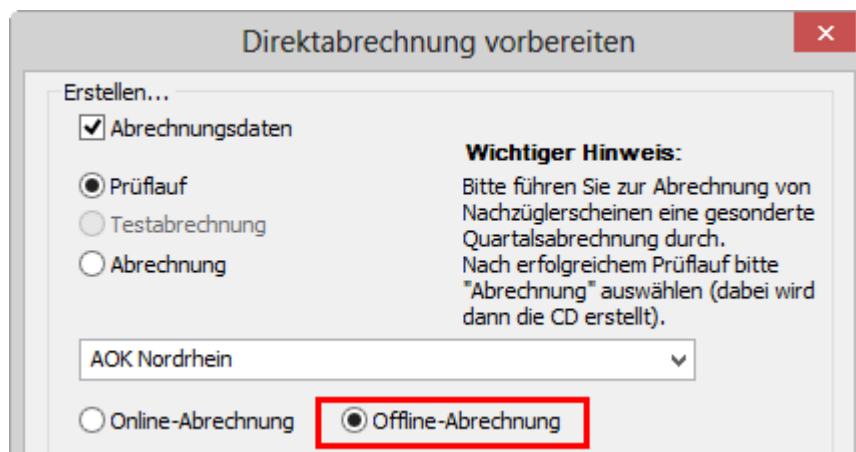 Direktabrechnung vorbereiten
Erstellen...
Abrechnungsdaten
Prüflauf
Testabrechnung
Abrechnung
Wichtiger Hinweis:
Bitte führen Sie zur Abrechnung von
Nachzüglerscheinen eine gesonderte
Quartalsabrechnung durch.
Nach erfolgreichem Prüflauf bitte
"Abrechnung" auswählen (dabei wird
dann die CD erstellt).
AOK Nordrhein
Online-Abrechnung
Offline-Abrechnung